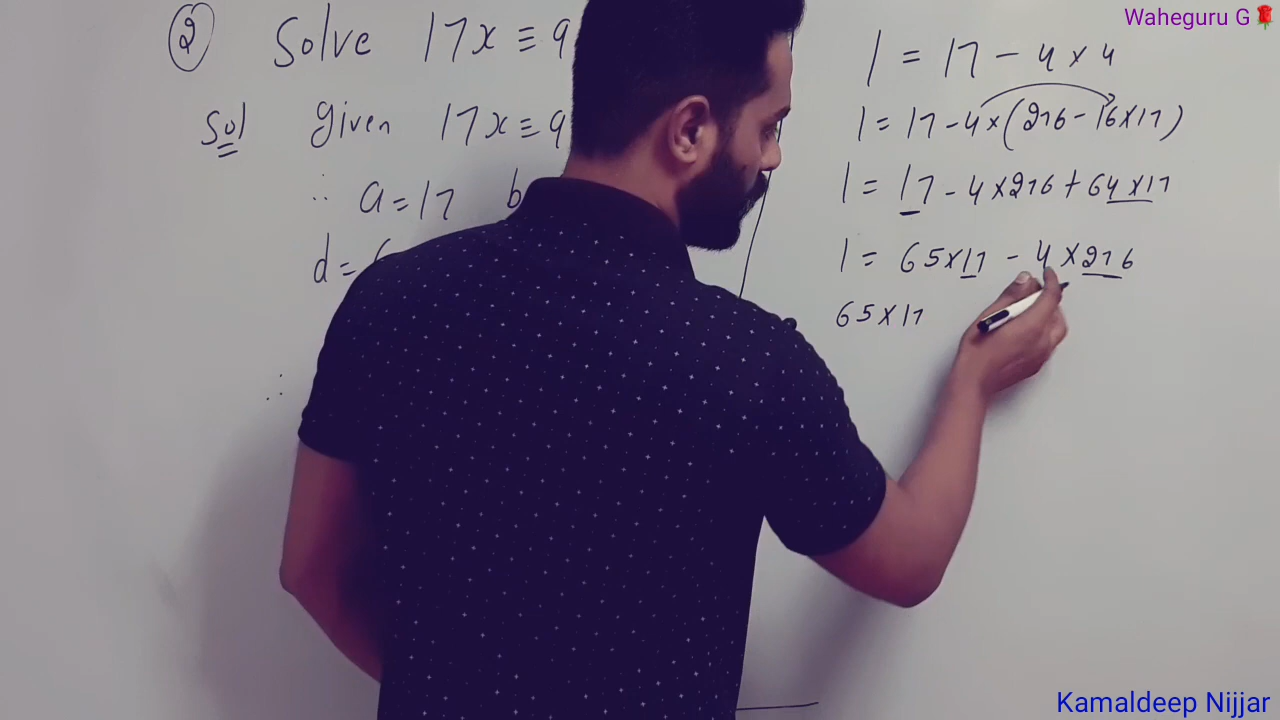 Waheguru G🌹
② Solve 17x ≡ 9
Sol given 17x ≡ 9
∴ a = 17 b
d =
∴
1 = 17 - 4 × 4
1 = 17 - 4 × (276 - 16 × 17)
1 = 17 - 4 × 276 + 64 × 17
1 = 65 × 17 - 4 × 276
65 × 17
Kamaldeep Nijjar